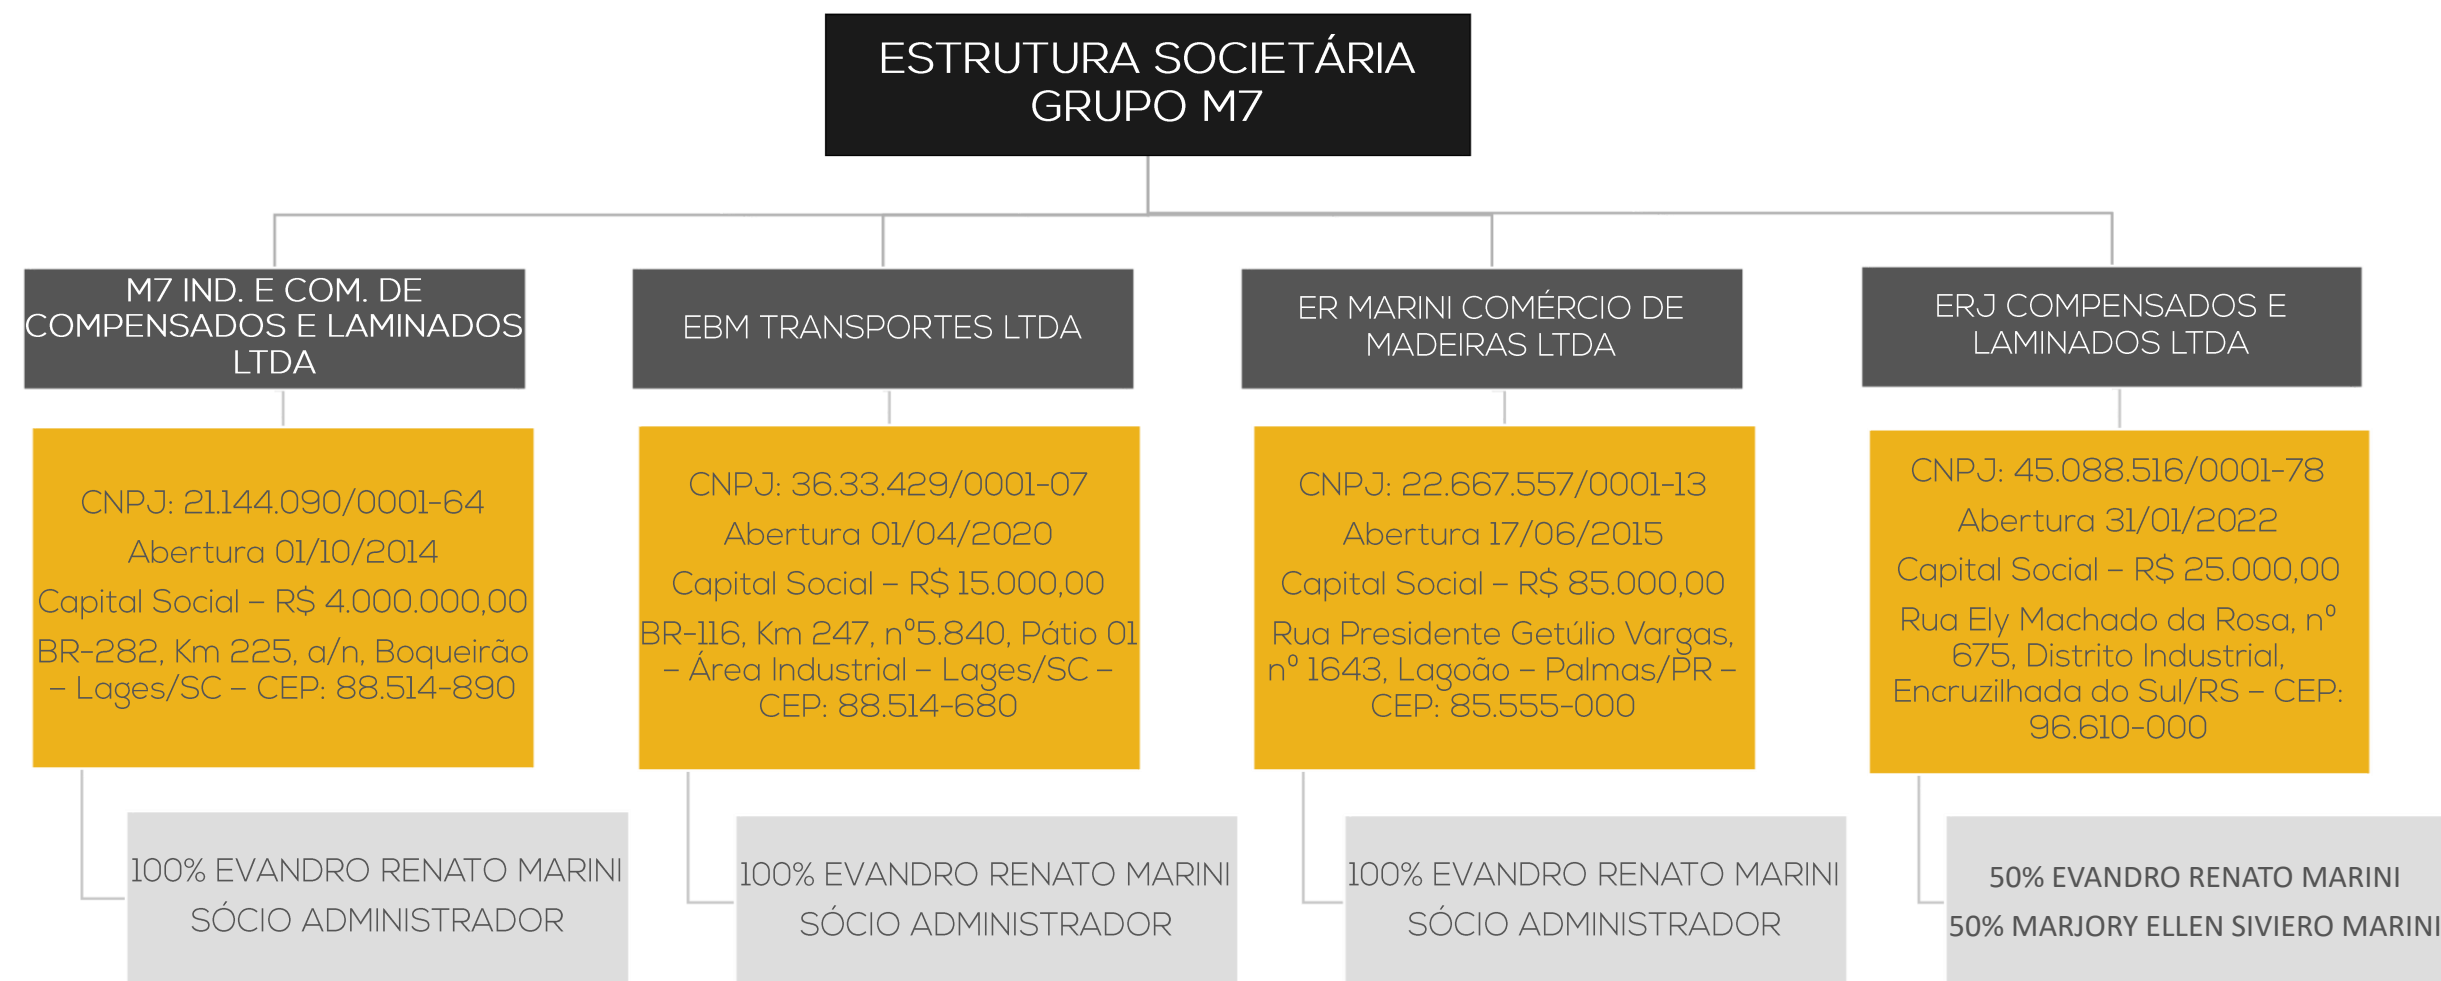 ESTRUTURA SOCIETÁRIA
GRUPO M7
M7 IND. E COM. DE
COMPENSADOS E LAMINADOS
LTDA
CNPJ: 21.144.090/0001-64
Abertura 01/10/2014
Capital Social – R$ 4.000.000,00
BR-282, Km 225, a/n, Boqueirão
– Lages/SC – CEP: 88.514-890
100% EVANDRO RENATO MARINI
SÓCIO ADMINISTRADOR
EBM TRANSPORTES LTDA
CNPJ: 36.33.429/0001-07
Abertura 01/04/2020
Capital Social – R$ 15.000,00
BR-116, Km 247, nº5.840, Pátio 01
– Área Industrial – Lages/SC –
CEP: 88.514-680
100% EVANDRO RENATO MARINI
SÓCIO ADMINISTRADOR
ER MARINI COMÉRCIO DE
MADEIRAS LTDA
CNPJ: 22.667.557/0001-13
Abertura 17/06/2015
Capital Social – R$ 85.000,00
Rua Presidente Getúlio Vargas,
nº 1643, Lagoão – Palmas/PR –
CEP: 85.555-000
100% EVANDRO RENATO MARINI
SÓCIO ADMINISTRADOR
ERJ COMPENSADOS E
LAMINADOS LTDA
CNPJ: 45.088.516/0001-78
Abertura 31/01/2022
Capital Social – R$ 25.000,00
Rua Ely Machado da Rosa, nº
675, Distrito Industrial,
Encruzilhada do Sul/RS – CEP:
96.610-000
50% EVANDRO RENATO MARINI
50% MARJORY ELLEN SIVIERO MARINI